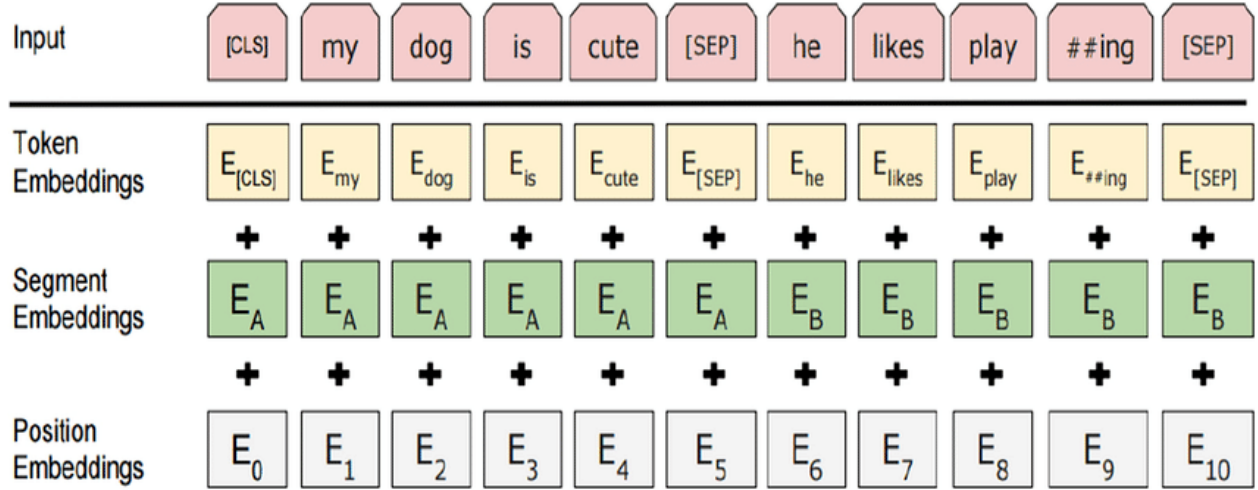 Input [CLS] my dog is cute [SEP] he likes play ##ing [SEP]
Token Embeddings E[CLS] Emy Edog Eis Ecute E[SEP] Ehe Elikes Eplay E##ing E[SEP]
+ + + + + + + + + + +
Segment Embeddings EA EA EA EA EA EA EB EB EB EB EB
+ + + + + + + + + + +
Position Embeddings E0 E1 E2 E3 E4 E5 E6 E7 E8 E9 E10